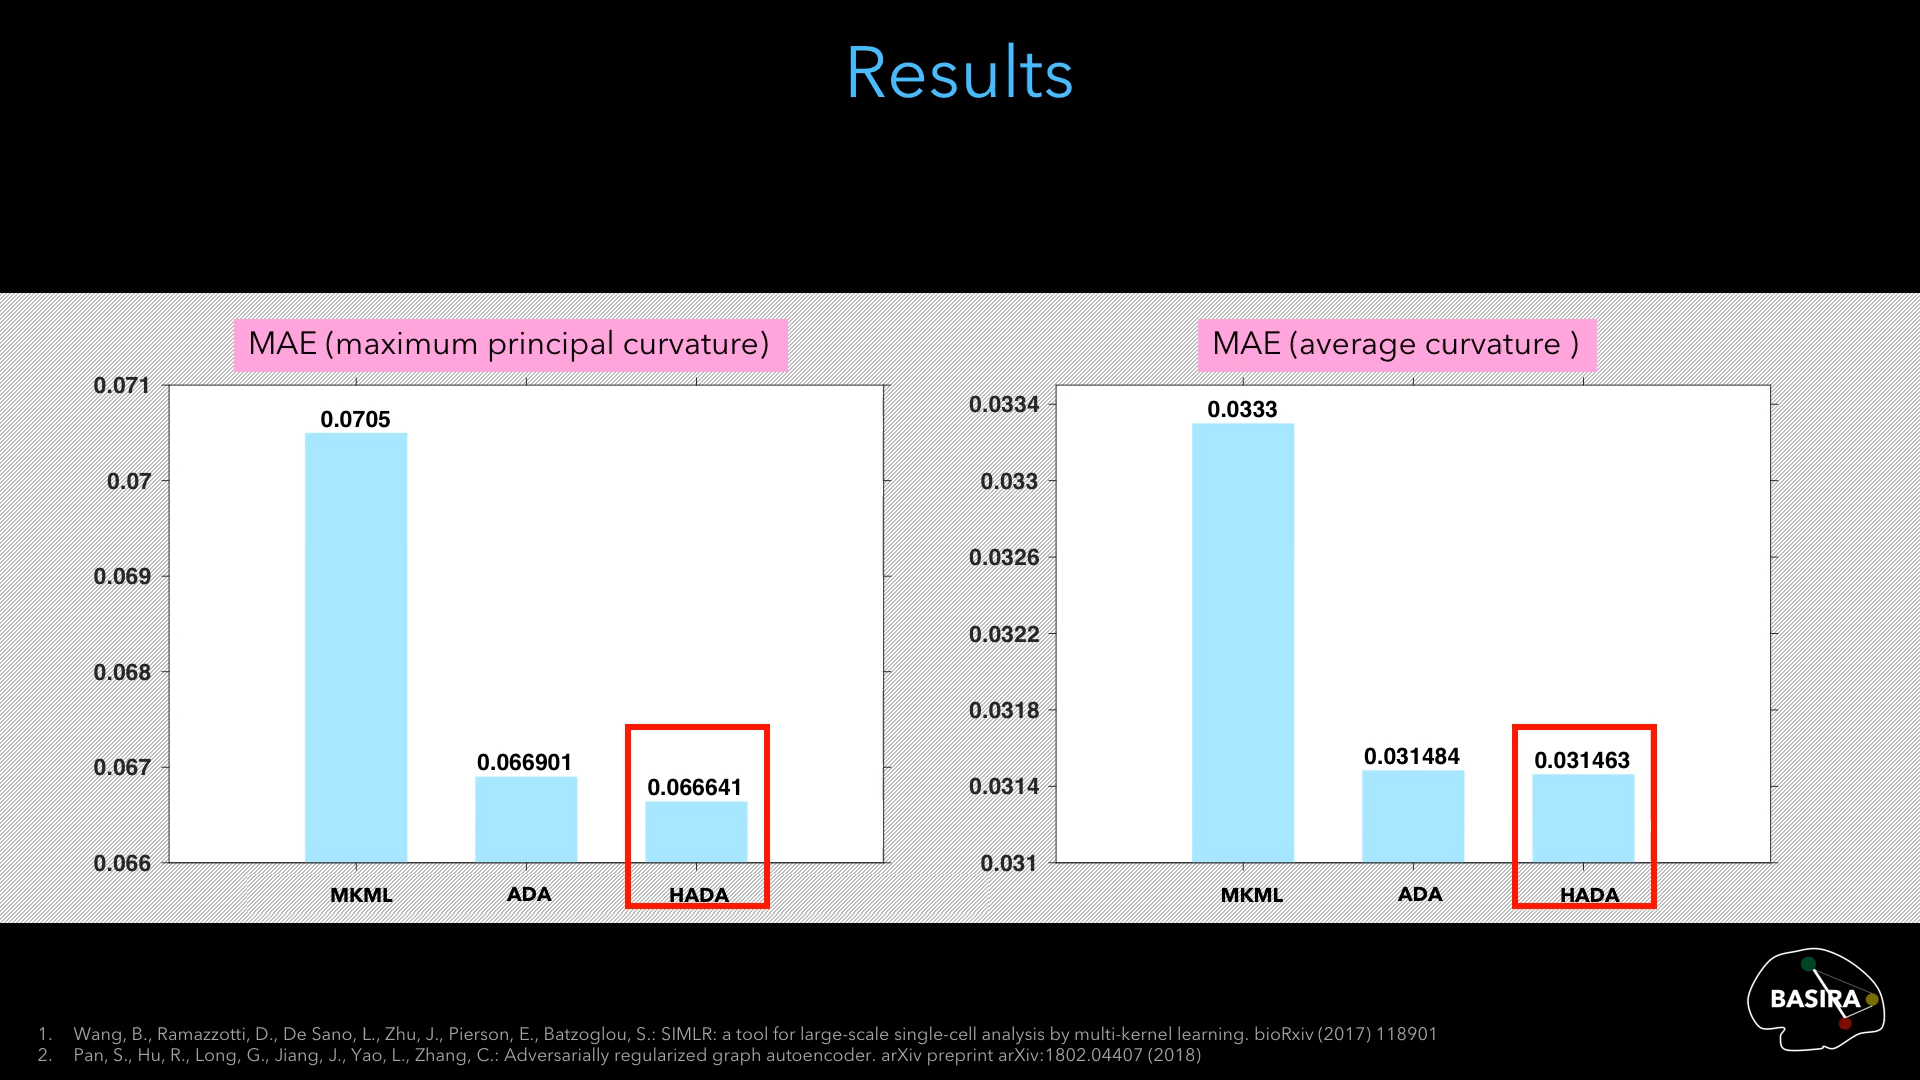 Results
MAE (maximum principal curvature)
0.071
0.07
0.069
0.068
0.067
0.066
0.0705
0.066901
0.066641
MKML
ADA
HADA
MAE (average curvature )
0.0334
0.033
0.0326
0.0322
0.0318
0.0314
0.031
0.0333
0.031484
0.031463
MKML
ADA
HADA
BASIRA
1. Wang, B., Ramazzotti, D., De Sano, L., Zhu, J., Pierson, E., Batzoglou, S.: SIMLR: a tool for large-scale single-cell analysis by multi-kernel learning. bioRxiv (2017) 118901
2. Pan, S., Hu, R., Long, G., Jiang, J., Yao, L., Zhang, C.: Adversarially regularized graph autoencoder. arXiv preprint arXiv:1802.04407 (2018)